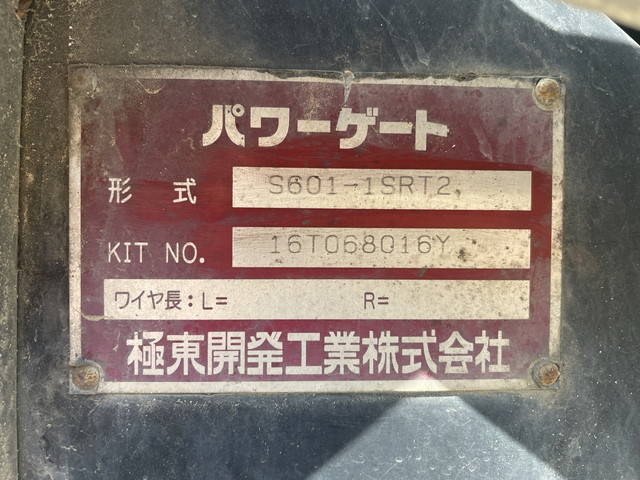 パワーゲート
形式 S601-1SRT2
KIT NO. 16T068016Y
ワイヤ長：L= R=
極東開発工業株式会社